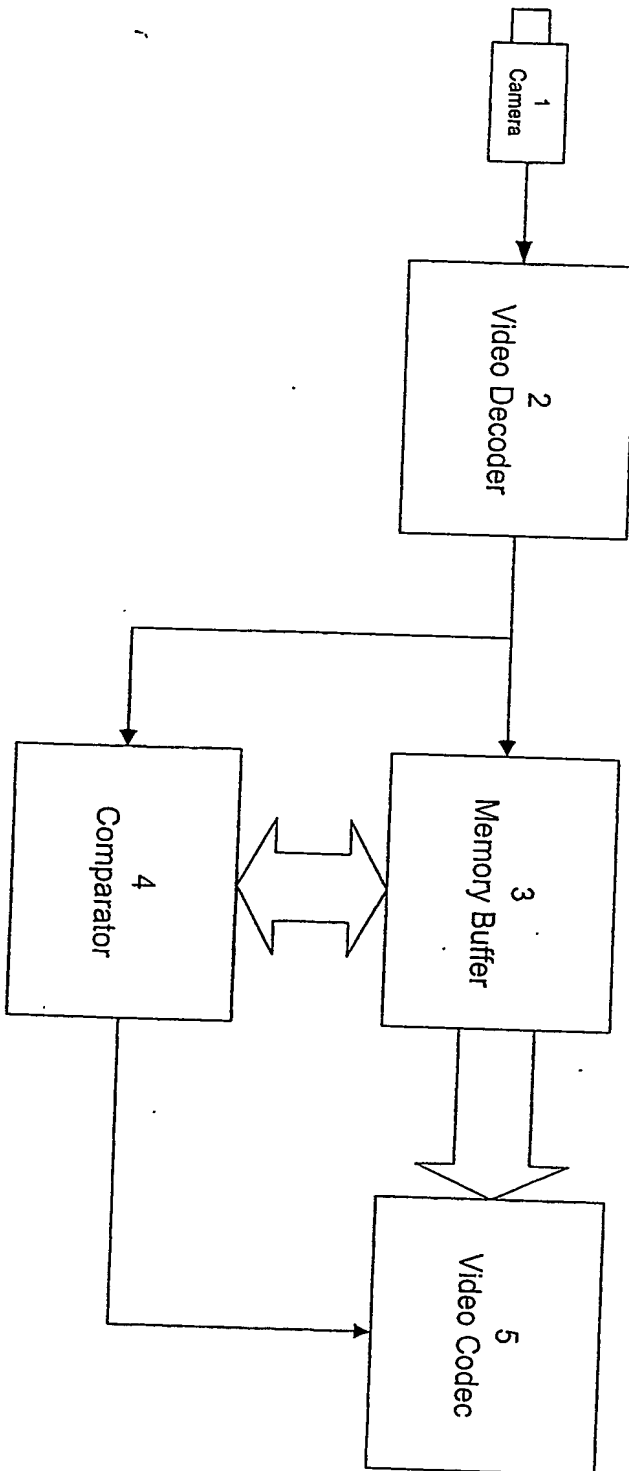 1
Camera
2
Video Decoder
3
Memory Buffer
4
Comparator
5
Video Codec